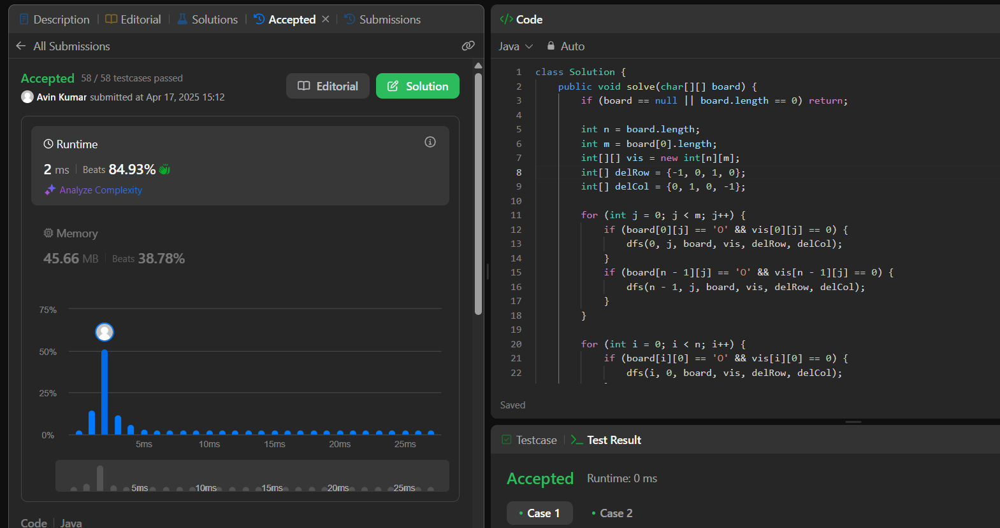 Description Editorial Solutions Accepted Submissions
All Submissions
Accepted 58 / 58 testcases passed
Avin Kumar submitted at Apr 17, 2025 15:12
Editorial
Solution
Runtime
2 ms Beats 84.93%
Analyze Complexity
Memory
45.66 MB Beats 38.78%
75%
50%
25%
0%
5ms 10ms 15ms 20ms 25ms
5ms 10ms 15ms 20ms 25ms
Code Java
</> Code
Java Auto
1 class Solution {
2 public void solve(char[][] board) {
3 if (board == null || board.length == 0) return;
4
5 int n = board.length;
6 int m = board[0].length;
7 int[][] vis = new int[n][m];
8 int[] delRow = {-1, 0, 1, 0};
9 int[] delCol = {0, 1, 0, -1};
10
11 for (int j = 0; j < m; j++) {
12 if (board[0][j] == 'O' && vis[0][j] == 0) {
13 dfs(0, j, board, vis, delRow, delCol);
14 }
15 if (board[n - 1][j] == 'O' && vis[n - 1][j] == 0) {
16 dfs(n - 1, j, board, vis, delRow, delCol);
17 }
18 }
19
20 for (int i = 0; i < n; i++) {
21 if (board[i][0] == 'O' && vis[i][0] == 0) {
22 dfs(i, 0, board, vis, delRow, delCol);
Saved
Testcase Test Result
Accepted Runtime: 0 ms
Case 1 Case 2